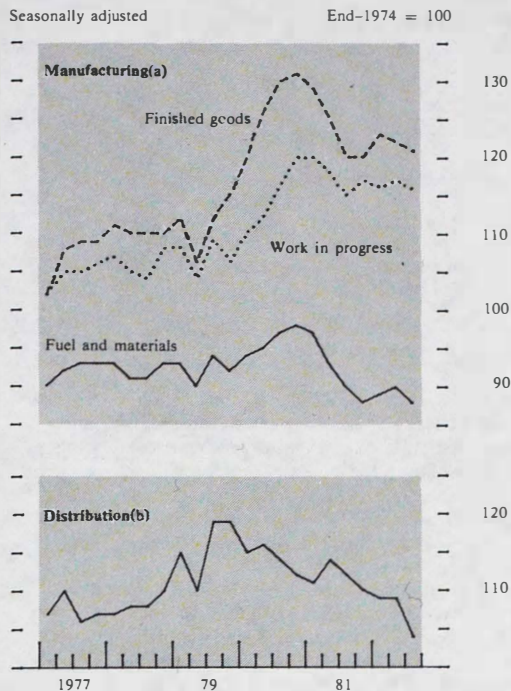 Seasonally adjusted End-1974 = 100
Manufacturing(a)
130
Finished goods
120
110
Work in progress
100
Fuel and materials
90
Distribution(b)
120
110
1977 79 81